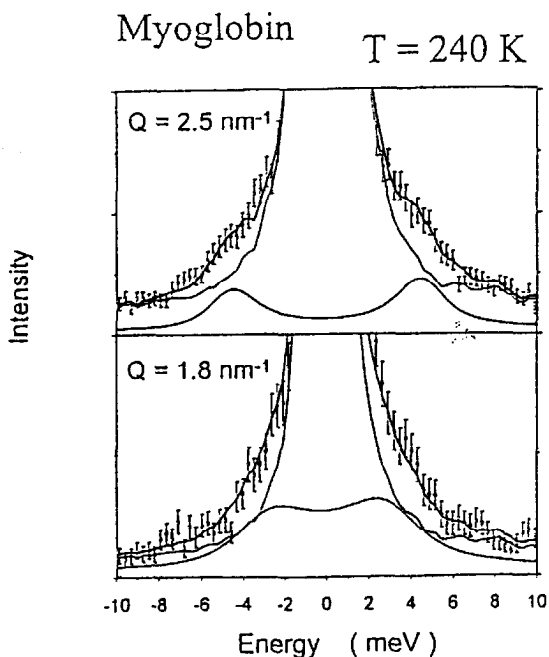 Myoglobin
T = 240 K
Q = 2.5 nm⁻¹
Intensity
Q = 1.8 nm⁻¹
-10 -8 -6 -4 -2 0 2 4 6 8 10
Energy ( meV )